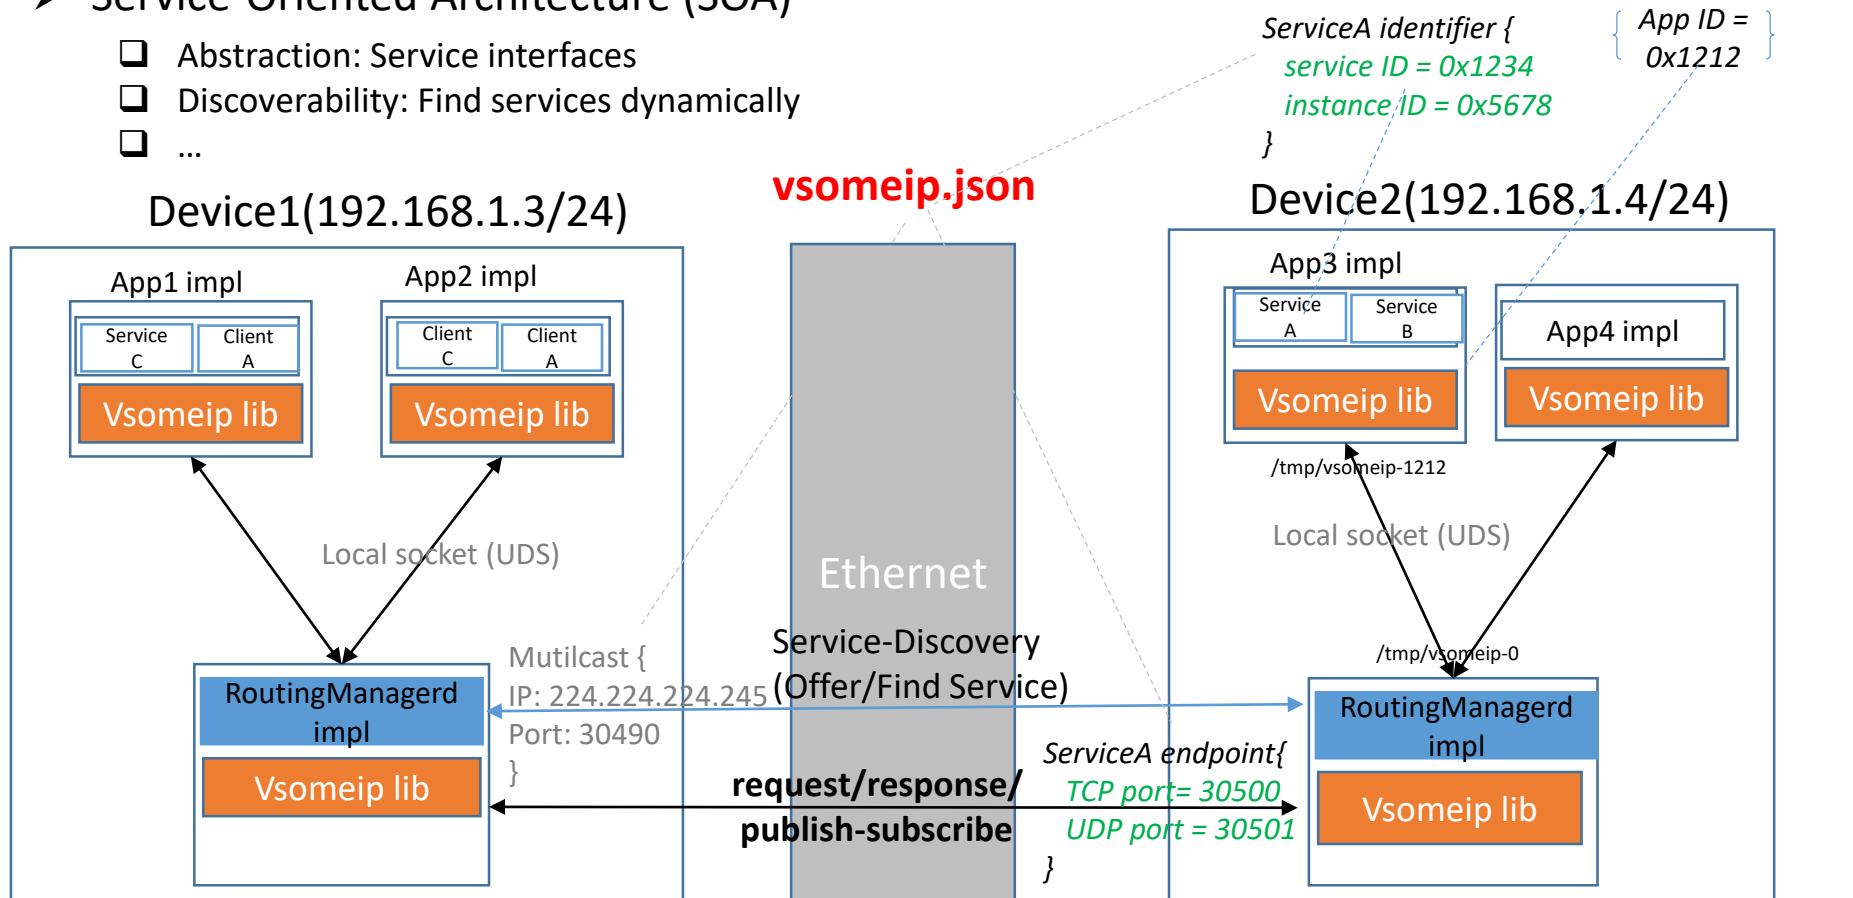 Service-Oriented Architecture (SOA)
Abstraction: Service interfaces
Discoverability: Find services dynamically
...
ServiceA identifier {
service ID = 0x1234
instance ID = 0x5678
}
App ID =
0x1212
vsomeip.json
Device1(192.168.1.3/24)
App1 impl
Service
C
Client
A
Vsomeip lib
App2 impl
Client
C
Client
A
Vsomeip lib
Local socket (UDS)
RoutingManagerd
impl
Vsomeip lib
Mutilcast {
IP: 224.224.224.245
Port: 30490
}
Ethernet
Service-Discovery
(Offer/Find Service)
request/response/
publish-subscribe
ServiceA endpoint{
TCP port= 30500
UDP port = 30501
}
Device2(192.168.1.4/24)
App3 impl
Service
A
Service
B
Vsomeip lib
/tmp/vsomeip-1212
App4 impl
Vsomeip lib
Local socket (UDS)
/tmp/vsomeip-0
RoutingManagerd
impl
Vsomeip lib